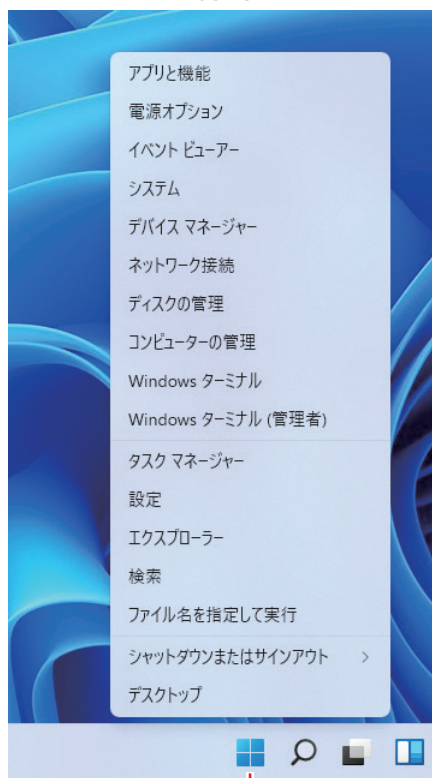 アプリと機能
電源オプション
イベント ビューアー
システム
デバイス マネージャー
ネットワーク接続
ディスクの管理
コンピューターの管理
Windows ターミナル
Windows ターミナル (管理者)
タスク マネージャー
設定
エクスプローラー
検索
ファイル名を指定して実行
シャットダウンまたはサインアウト
デスクトップ